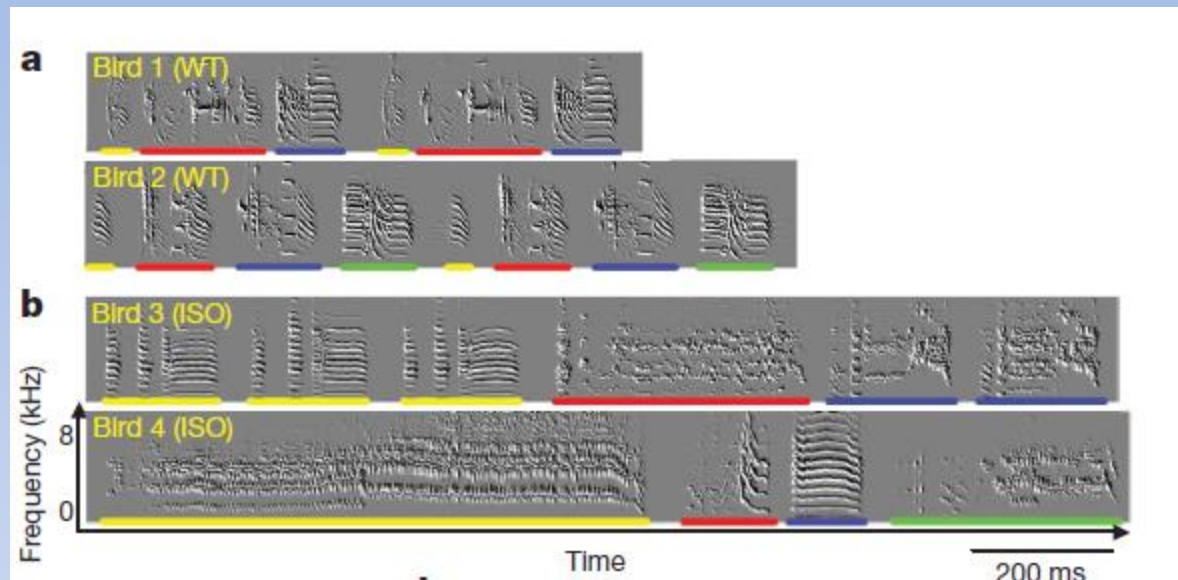 a
Bird 1 (WT)
Bird 2 (WT)
b
Bird 3 (ISO)
Bird 4 (ISO)
Frequency (kHz)
8
0
Time
200 ms